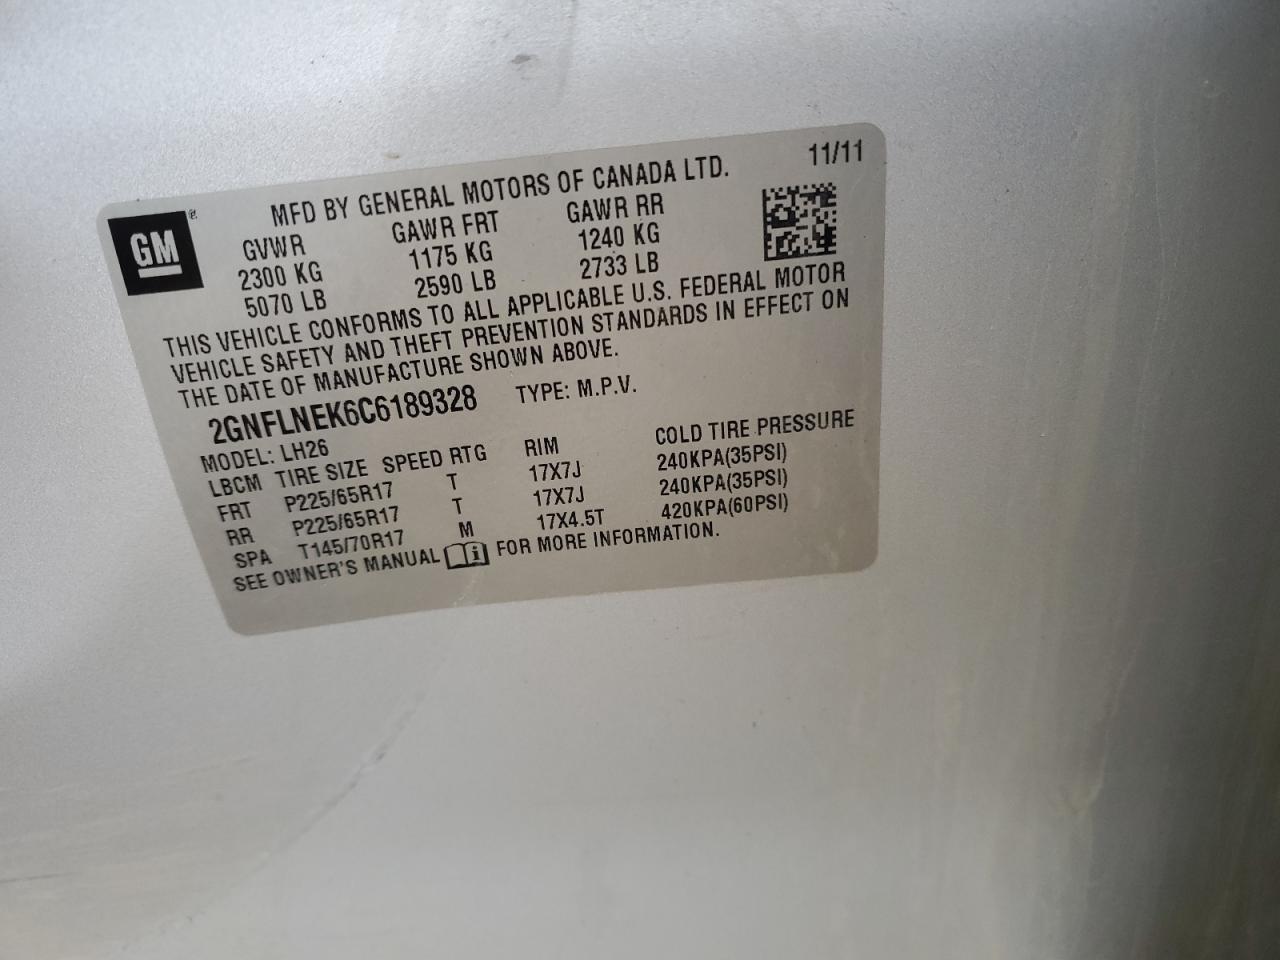 GM ®
MFD BY GENERAL MOTORS OF CANADA LTD. 11/11
GVWR GAWR FRT GAWR RR
2300 KG 1175 KG 1240 KG
5070 LB 2590 LB 2733 LB
THIS VEHICLE CONFORMS TO ALL APPLICABLE U.S. FEDERAL MOTOR
VEHICLE SAFETY AND THEFT PREVENTION STANDARDS IN EFFECT ON
THE DATE OF MANUFACTURE SHOWN ABOVE.
2GNFLNEK6C6189328 TYPE: M.P.V.
MODEL: LH26
LBCM TIRE SIZE SPEED RTG RIM COLD TIRE PRESSURE
FRT P225/65R17 T 17X7J 240KPA(35PSI)
RR P225/65R17 T 17X7J 240KPA(35PSI)
SPA T145/70R17 M 17X4.5T 420KPA(60PSI)
SEE OWNER'S MANUAL i FOR MORE INFORMATION.